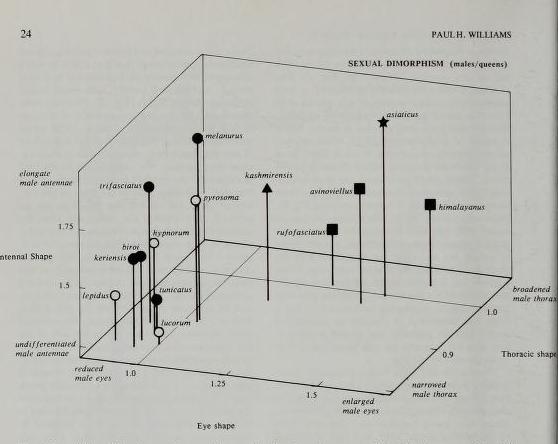 24
PAUL H. WILLIAMS
SEXUAL DIMORPHISM (males/queens)
asiaticus
melanurus
elongate
male antennae
trifasciatus
kashmirensis
avinoviellus
pyrosoma
himalayanus
1.75
hypnorum
rufofasciatus
biroi
ntennal Shape
keriensis
1.5
lepidus
tunicatus
broadened
male thorax
1.0
lucorum
undifferentiated
male antennae
0.9
Thoracic shape
reduced
male eyes
1.0
1.25
1.5
narrowed
male thorax
enlarged
male eyes
Eye shape